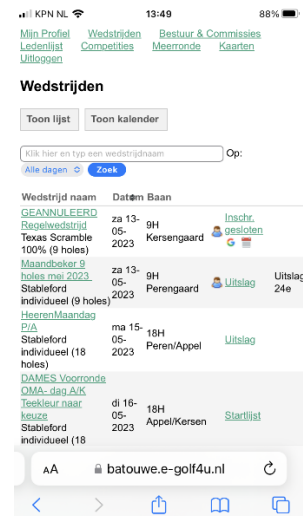 KPN NL 13:49 88%
Mijn Profiel Wedstrijden Bestuur & Commissies
Ledenlijst Competities Meerronde Kaarten
Uitloggen
Wedstrijden
Toon lijst Toon kalender
Klik hier en typ een wedstrijdnaam Op:
Alle dagen Zoek
Wedstrijd naam Datum Baan
GEANNULEERD
Regelwedstrijd
Texas Scramble
100% (9 holes)
za 13-
05-
2023
9H
Kersengaard
Inschr.
gesloten
Maandbeker 9
holes mei 2023
Stableford
individueel (9 holes)
za 13-
05-
2023
9H
Perengaard
Uitslag
Uitslag
24e
HeerenMaandag
P/A
Stableford
individueel (18
holes)
ma 15-
05-
2023
18H
Peren/Appel
Uitslag
DAMES Voorronde
OMA- dag A/K
Teekleur naar
keuze
Stableford
individueel (18
di 16-
05-
2023
18H
Appel/Kersen
Startlijst
AA batouwe.e-golf4u.nl